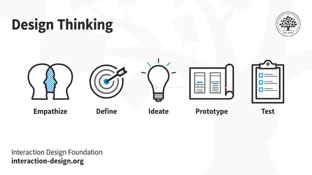 Design Thinking
Empathize
Define
Ideate
Prototype
Test
Interaction Design Foundation
interaction-design.org